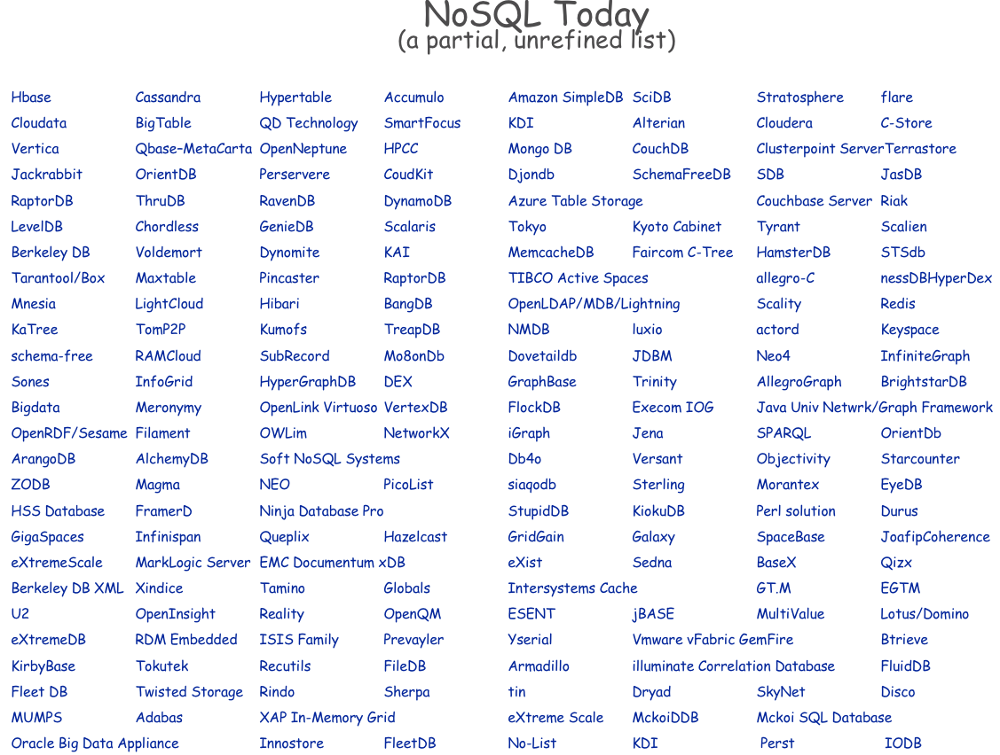 NoSQL Today
(a partial, unrefined list)
Hbase Cassandra Hypertable Accumulo Amazon SimpleDB SciDB Stratosphere flare
Cloudata BigTable QD Technology SmartFocus KDI Alterian Cloudera C-Store
Vertica Qbase–MetaCarta OpenNeptune HPCC Mongo DB CouchDB Clusterpoint ServerTerrastore
Jackrabbit OrientDB Perservere CoudKit Djondb SchemaFreeDB SDB JasDB
RaptorDB ThruDB RavenDB DynamoDB Azure Table Storage Couchbase Server Riak
LevelDB Chordless GenieDB Scalaris Tokyo Kyoto Cabinet Tyrant Scalien
Berkeley DB Voldemort Dynomite KAI MemcacheDB Faircom C-Tree HamsterDB STSdb
Tarantool/Box Maxtable Pincaster RaptorDB TIBCO Active Spaces allegro-C nessDBHyperDex
Mnesia LightCloud Hibari BangDB OpenLDAP/MDB/Lightning Scality Redis
KaTree TomP2P Kumofs TreapDB NMDB luxio actord Keyspace
schema-free RAMCloud SubRecord Mo8onDb Dovetaildb JDBM Neo4 InfiniteGraph
Sones InfoGrid HyperGraphDB DEX GraphBase Trinity AllegroGraph BrightstarDB
Bigdata Meronymy OpenLink Virtuoso VertexDB FlockDB Execom IOG Java Univ Netwrk/Graph Framework
OpenRDF/Sesame Filament OWLim NetworkX iGraph Jena SPARQL OrientDb
ArangoDB AlchemyDB Soft NoSQL Systems Db4o Versant Objectivity Starcounter
ZODB Magma NEO PicoList siaqodb Sterling Morantex EyeDB
HSS Database FramerD Ninja Database Pro StupidDB KiokuDB Perl solution Durus
GigaSpaces Infinispan Queplix Hazelcast GridGain Galaxy SpaceBase JoafipCoherence
eXtremeScale MarkLogic Server EMC Documentum xDB eXist Sedna BaseX Qizx
Berkeley DB XML Xindice Tamino Globals Intersystems Cache GT.M EGTM
U2 OpenInsight Reality OpenQM ESENT jBASE MultiValue Lotus/Domino
eXtremeDB RDM Embedded ISIS Family Prevayler Yserial Vmware vFabric GemFire Btrieve
KirbyBase Tokutek Recutils FileDB Armadillo illuminate Correlation Database FluidDB
Fleet DB Twisted Storage Rindo Sherpa tin Dryad SkyNet Disco
MUMPS Adabas XAP In-Memory Grid eXtreme Scale MckoiDDB Mckoi SQL Database
Oracle Big Data Appliance Innostore FleetDB No-List KDI Perst IODB